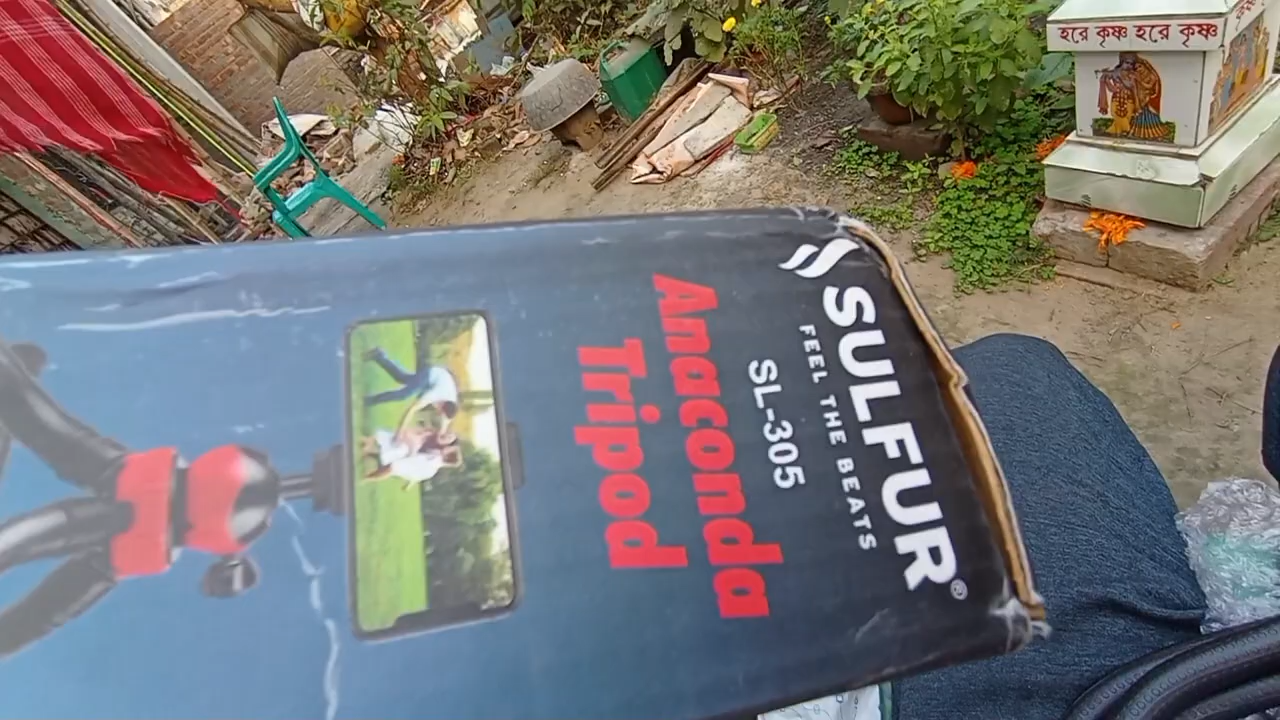 SULFUR®
FEEL THE BEATS
SL-305
Anaconda
Tripod
হরে কৃষ্ণ হরে কৃষ্ণ